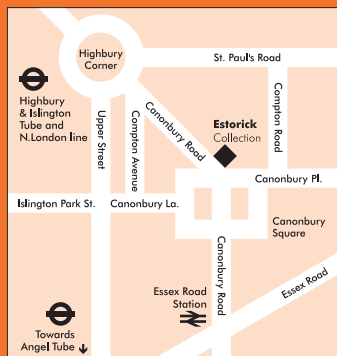 Highbury
Corner
St. Paul's Road
Highbury
& Islington
Tube and
N.London line
Upper Street
Compton Avenue
Canonbury Road
Estorick
Collection
Compton Road
Canonbury Pl.
Islington Park St.
Canonbury La.
Canonbury
Square
Canonbury Road
Essex Road
Station
Essex Road
Towards
Angel Tube